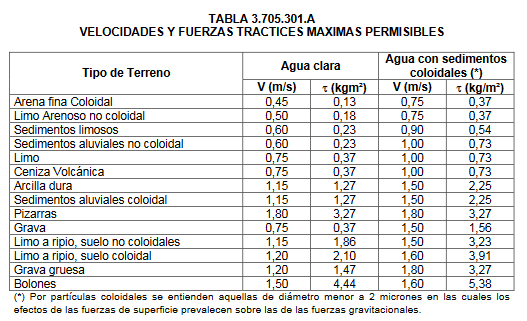 TABLA 3.705.301.A
VELOCIDADES Y FUERZAS TRACTICES MAXIMAS PERMISIBLES
Tipo de Terreno Agua clara Agua con sedimentos coloidales (*)
V (m/s) τ (kgm²) V (m/s) τ (kg/m²)
Arena fina Coloidal 0,45 0,13 0,75 0,37
Limo Arenoso no coloidal 0,50 0,18 0,75 0,37
Sedimentos limosos 0,60 0,23 0,90 0,54
Sedimentos aluviales no coloidal 0,60 0,23 1,00 0,73
Limo 0,75 0,37 1,00 0,73
Ceniza Volcánica 0,75 0,37 1,00 0,73
Arcilla dura 1,15 1,27 1,50 2,25
Sedimentos aluviales coloidal 1,15 1,27 1,50 2,25
Pizarras 1,80 3,27 1,80 3,27
Grava 0,75 0,37 1,50 1,56
Limo a ripio, suelo no coloidales 1,15 1,86 1,50 3,23
Limo a ripio, suelo coloidal 1,20 2,10 1,60 3,91
Grava gruesa 1,20 1,47 1,80 3,27
Bolones 1,50 4,44 1,60 5,38
(*) Por partículas coloidales se entienden aquellas de diámetro menor a 2 micrones en las cuales los
efectos de las fuerzas de superficie prevalecen sobre las de las fuerzas gravitacionales.